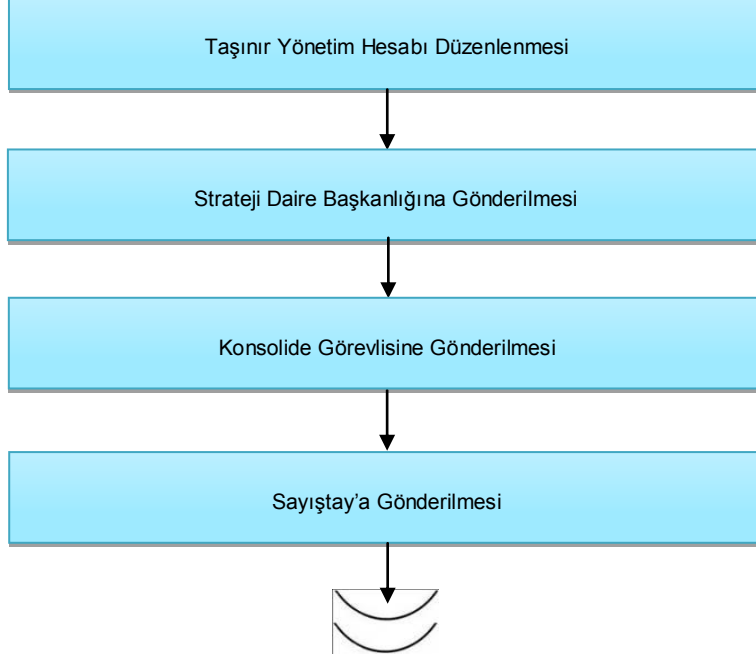 Taşınır Yönetim Hesabı Düzenlenmesi
Strateji Daire Başkanlığına Gönderilmesi
Konsolide Görevlisine Gönderilmesi
Sayıştay’a Gönderilmesi